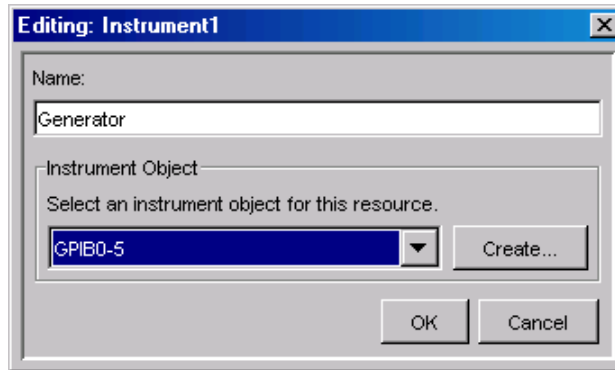 Editing: Instrument1
Name:
Generator
Instrument Object
Select an instrument object for this resource.
GPIB0-5
Create...
OK
Cancel